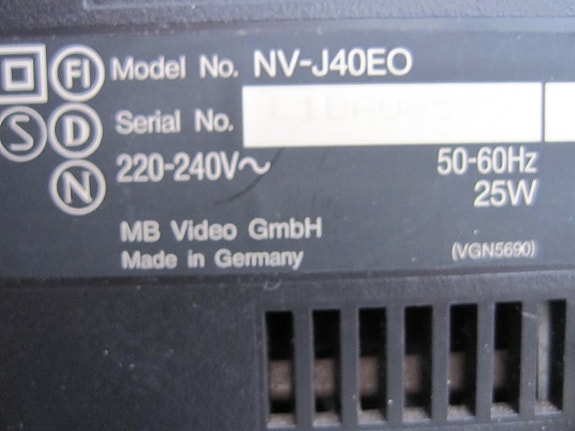 FI Model No. NV-J40EO
S D Serial No.
N 220-240V~ 50-60Hz
25W
MB Video GmbH
Made in Germany (VGN5690)